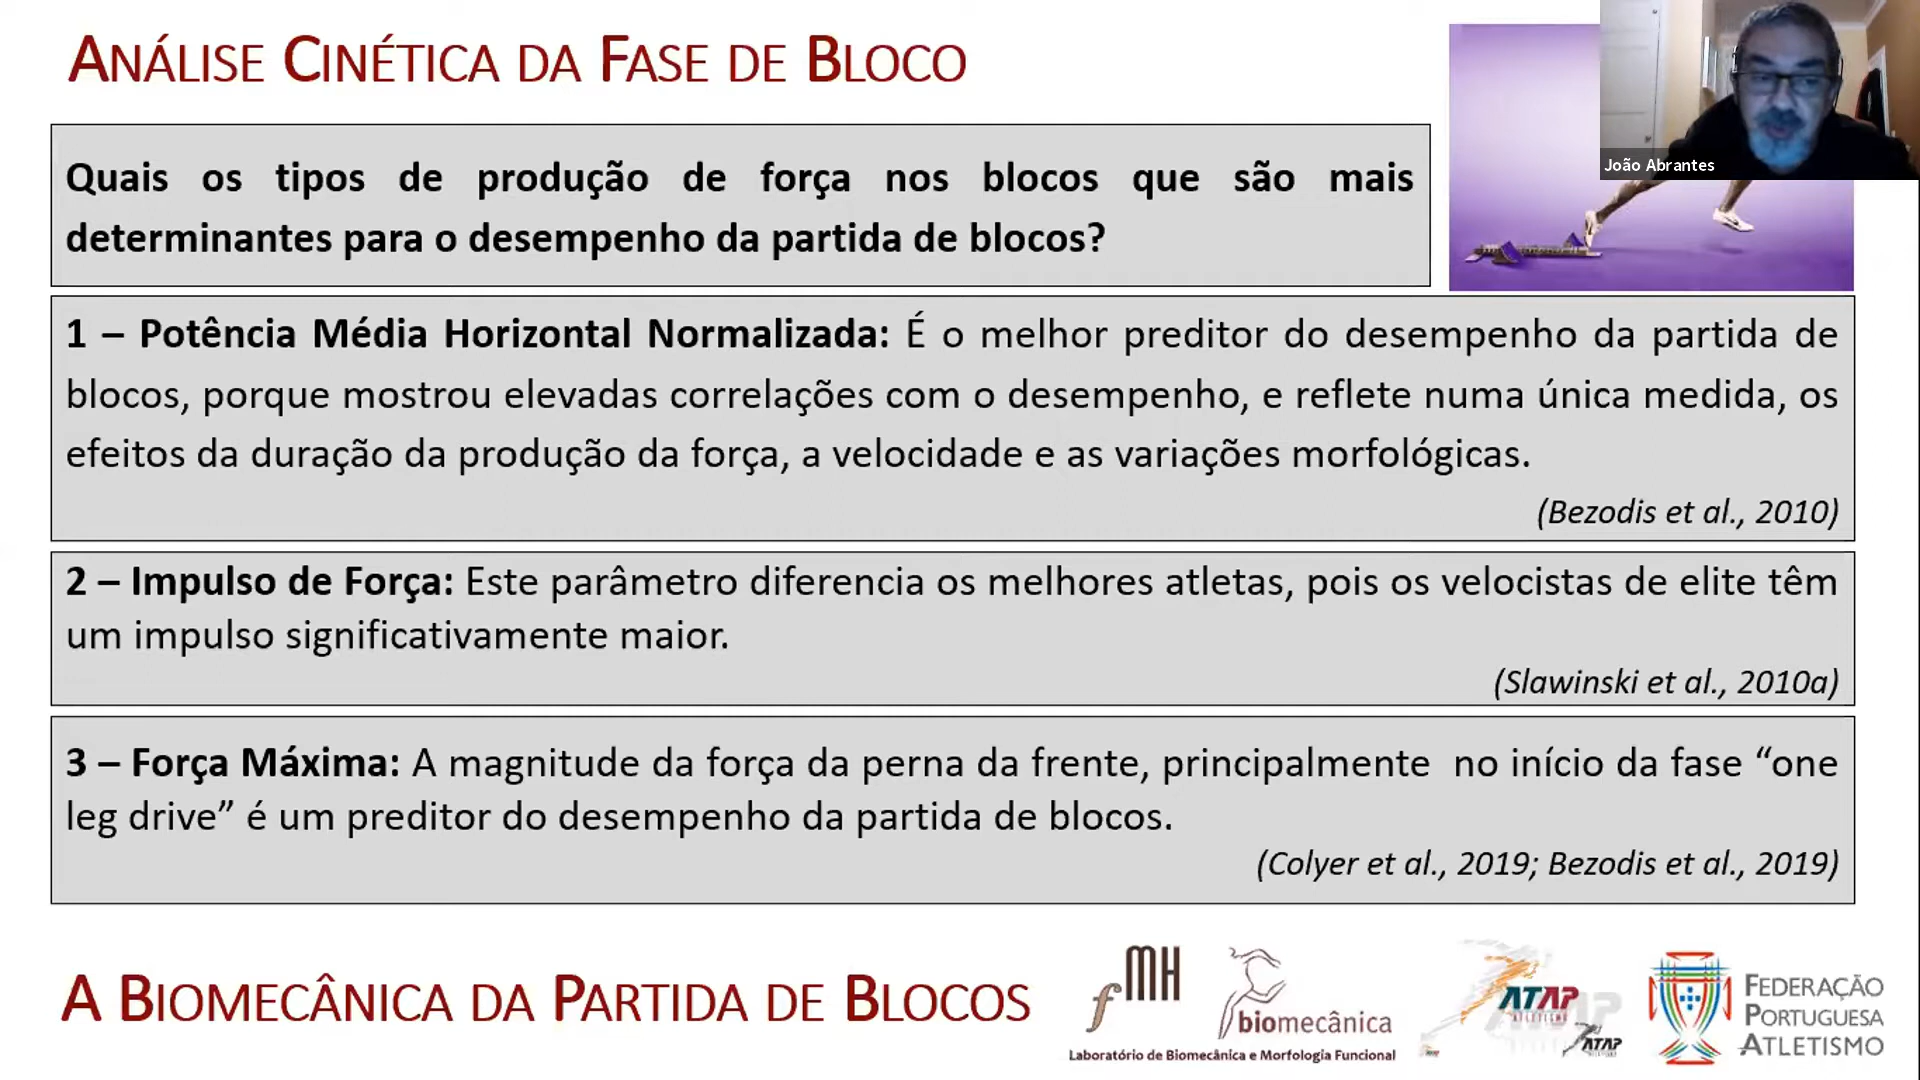 ANÁLISE CINÉTICA DA FASE DE BLOCO
João Abrantes
Quais os tipos de produção de força nos blocos que são mais
determinantes para o desempenho da partida de blocos?
1 – Potência Média Horizontal Normalizada: É o melhor preditor do desempenho da partida de
blocos, porque mostrou elevadas correlações com o desempenho, e reflete numa única medida, os
efeitos da duração da produção da força, a velocidade e as variações morfológicas.
(Bezodis et al., 2010)
2 – Impulso de Força: Este parâmetro diferencia os melhores atletas, pois os velocistas de elite têm
um impulso significativamente maior.
(Slawinski et al., 2010a)
3 – Força Máxima: A magnitude da força da perna da frente, principalmente no início da fase “one
leg drive” é um preditor do desempenho da partida de blocos.
(Colyer et al., 2019; Bezodis et al., 2019)
A BIOMECÂNICA DA PARTIDA DE BLOCOS
fMH
biomecânica
Laboratório de Biomecânica e Morfologia Funcional
ATAP
ATAP
FEDERAÇÃO
PORTUGUESA
ATLETISMO